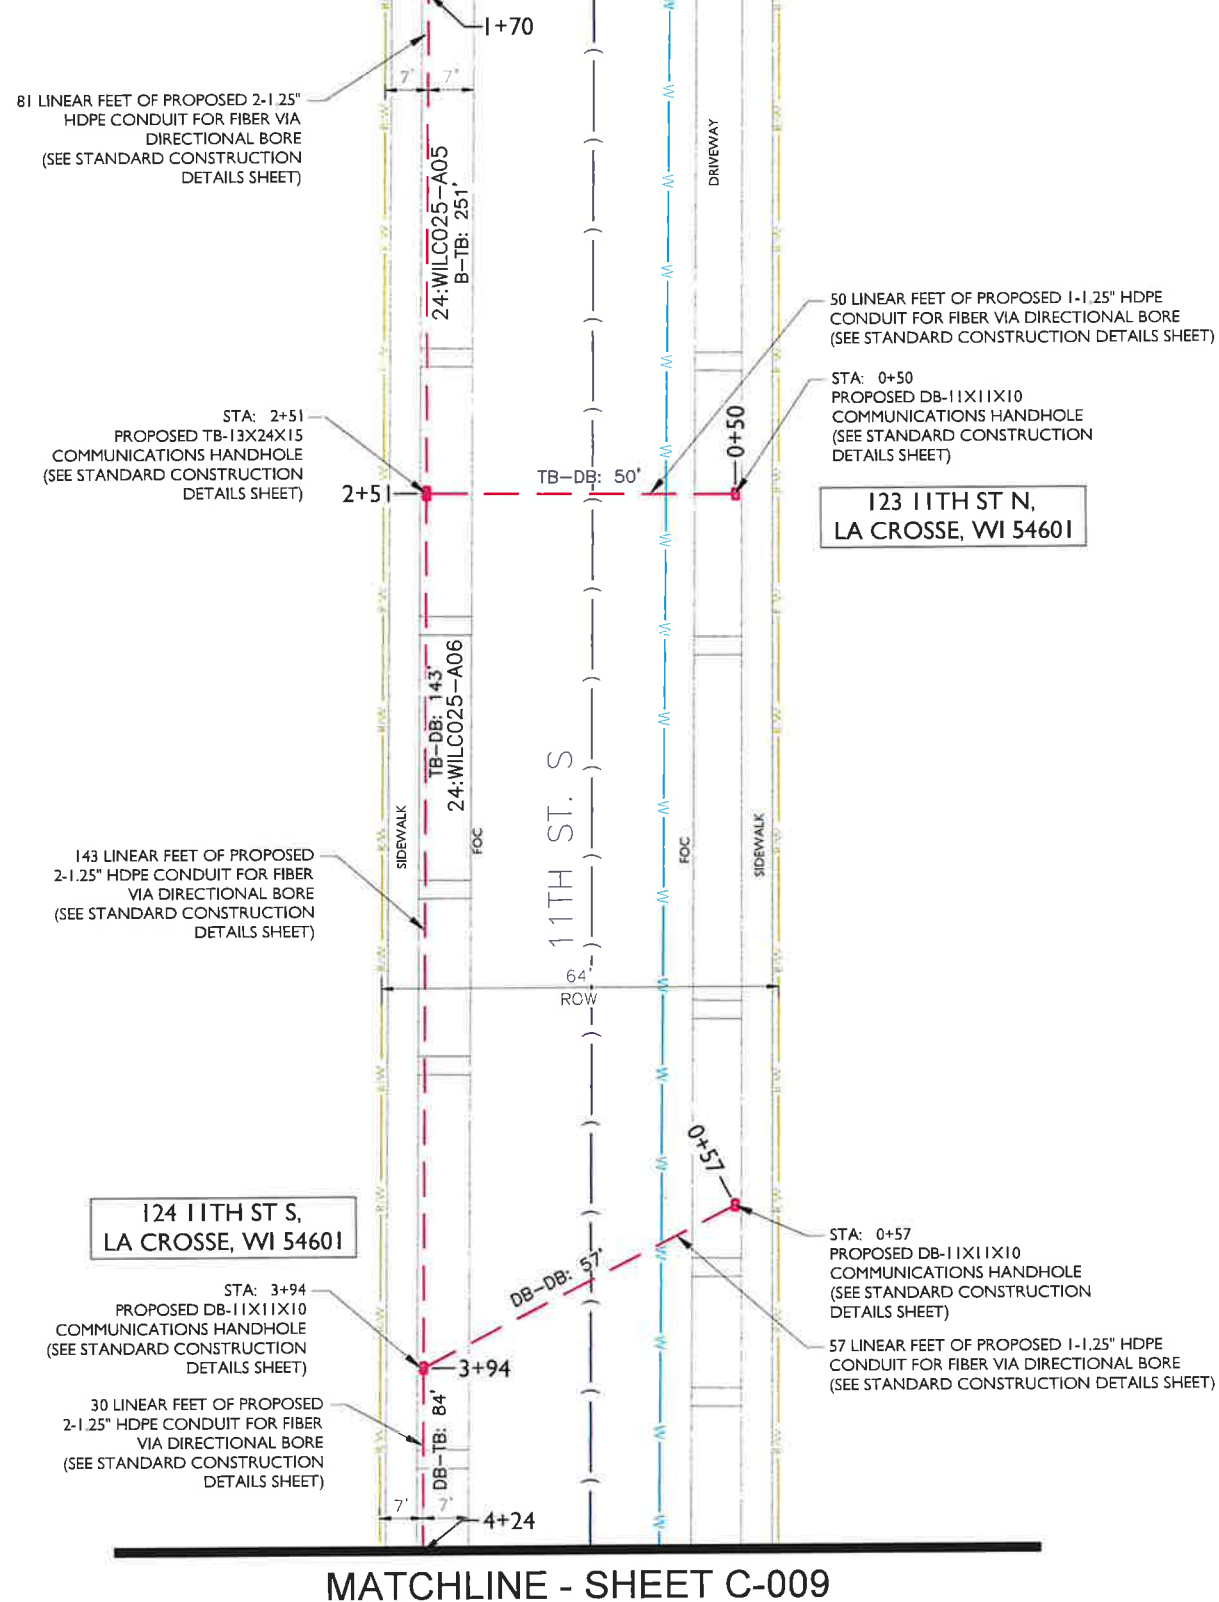 1+70
81 LINEAR FEET OF PROPOSED 2-1.25"
HDPE CONDUIT FOR FIBER VIA
DIRECTIONAL BORE
(SEE STANDARD CONSTRUCTION
DETAILS SHEET)
7'
7'
24:WILC025-A05
B-TB: 251'
DRIVEWAY
50 LINEAR FEET OF PROPOSED 1-1.25" HDPE
CONDUIT FOR FIBER VIA DIRECTIONAL BORE
(SEE STANDARD CONSTRUCTION DETAILS SHEET)
STA: 0+50
PROPOSED DB-11X11X10
COMMUNICATIONS HANDHOLE
(SEE STANDARD CONSTRUCTION
DETAILS SHEET)
0+50
STA: 2+51
PROPOSED TB-13X24X15
COMMUNICATIONS HANDHOLE
(SEE STANDARD CONSTRUCTION
DETAILS SHEET)
2+51
TB-DB: 50'
123 11TH ST N,
LA CROSSE, WI 54601
TB-DB: 143'
24:WILC025-A06
11TH ST. S
SIDEWALK
FOC
FOC
SIDEWALK
143 LINEAR FEET OF PROPOSED
2-1.25" HDPE CONDUIT FOR FIBER
VIA DIRECTIONAL BORE
(SEE STANDARD CONSTRUCTION
DETAILS SHEET)
64'
ROW
0+57
124 11TH ST S,
LA CROSSE, WI 54601
STA: 0+57
PROPOSED DB-11X11X10
COMMUNICATIONS HANDHOLE
(SEE STANDARD CONSTRUCTION
DETAILS SHEET)
DB-DB: 57'
STA: 3+94
PROPOSED DB-11X11X10
COMMUNICATIONS HANDHOLE
(SEE STANDARD CONSTRUCTION
DETAILS SHEET)
3+94
57 LINEAR FEET OF PROPOSED 1-1.25" HDPE
CONDUIT FOR FIBER VIA DIRECTIONAL BORE
(SEE STANDARD CONSTRUCTION DETAILS SHEET)
30 LINEAR FEET OF PROPOSED
2-1.25" HDPE CONDUIT FOR FIBER
VIA DIRECTIONAL BORE
(SEE STANDARD CONSTRUCTION
DETAILS SHEET)
DB-TB: 84'
7'
7'
4+24
MATCHLINE - SHEET C-009